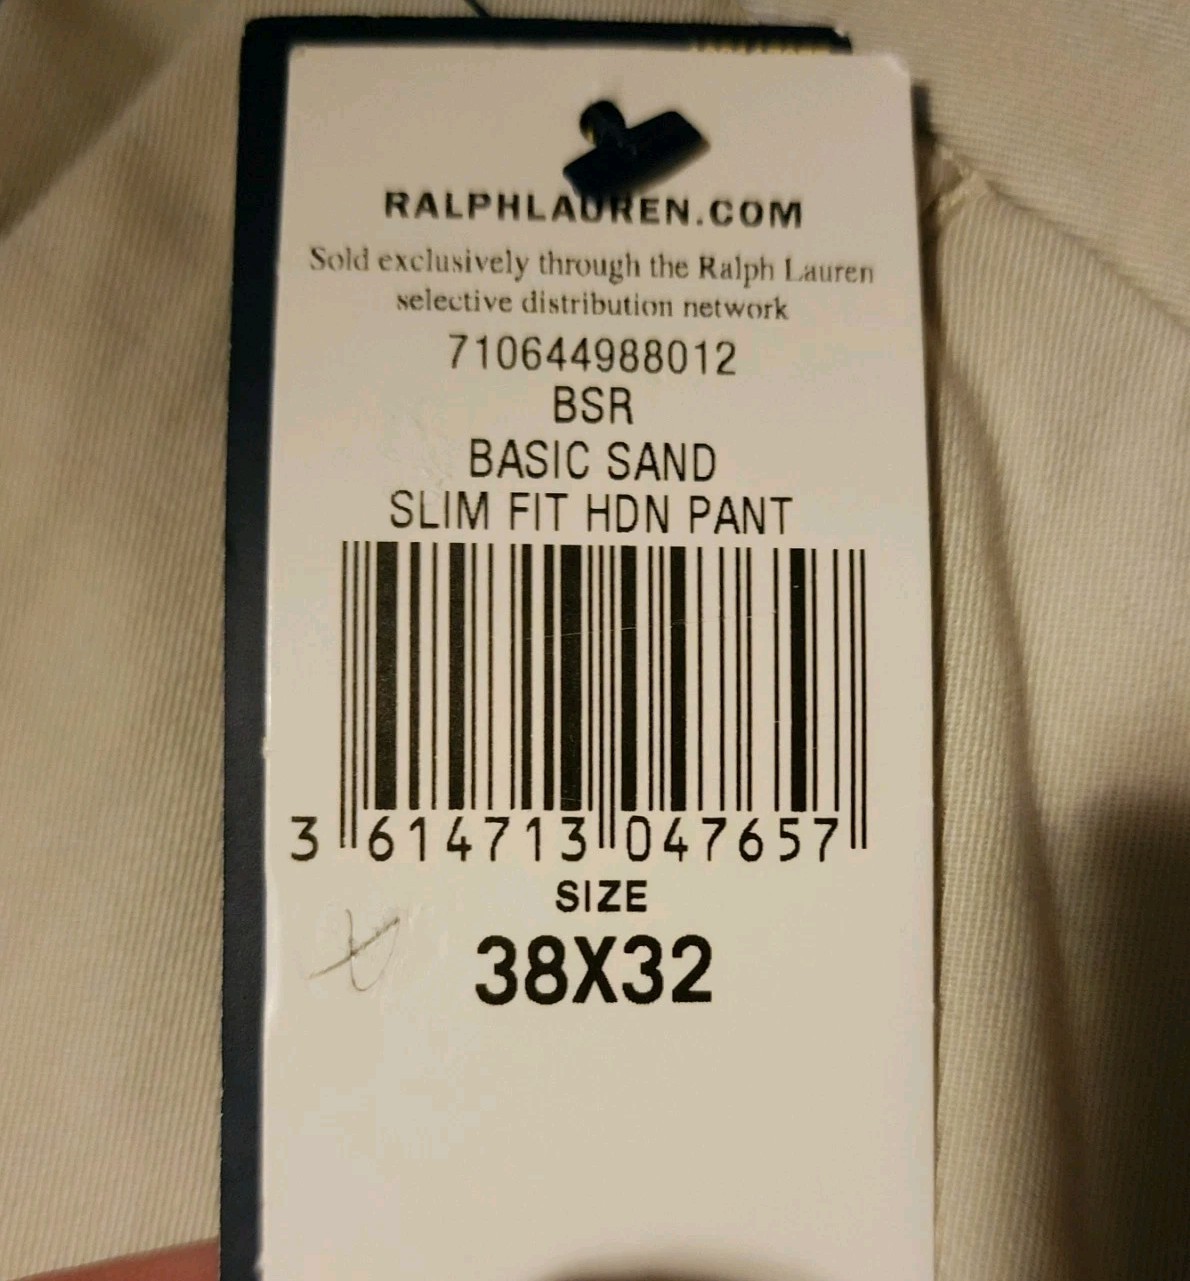 RALPHLAUREN.COM
Sold exclusively through the Ralph Lauren
selective distribution network
710644988012
BSR
BASIC SAND
SLIM FIT HDN PANT
3 614713 047657
SIZE
38X32